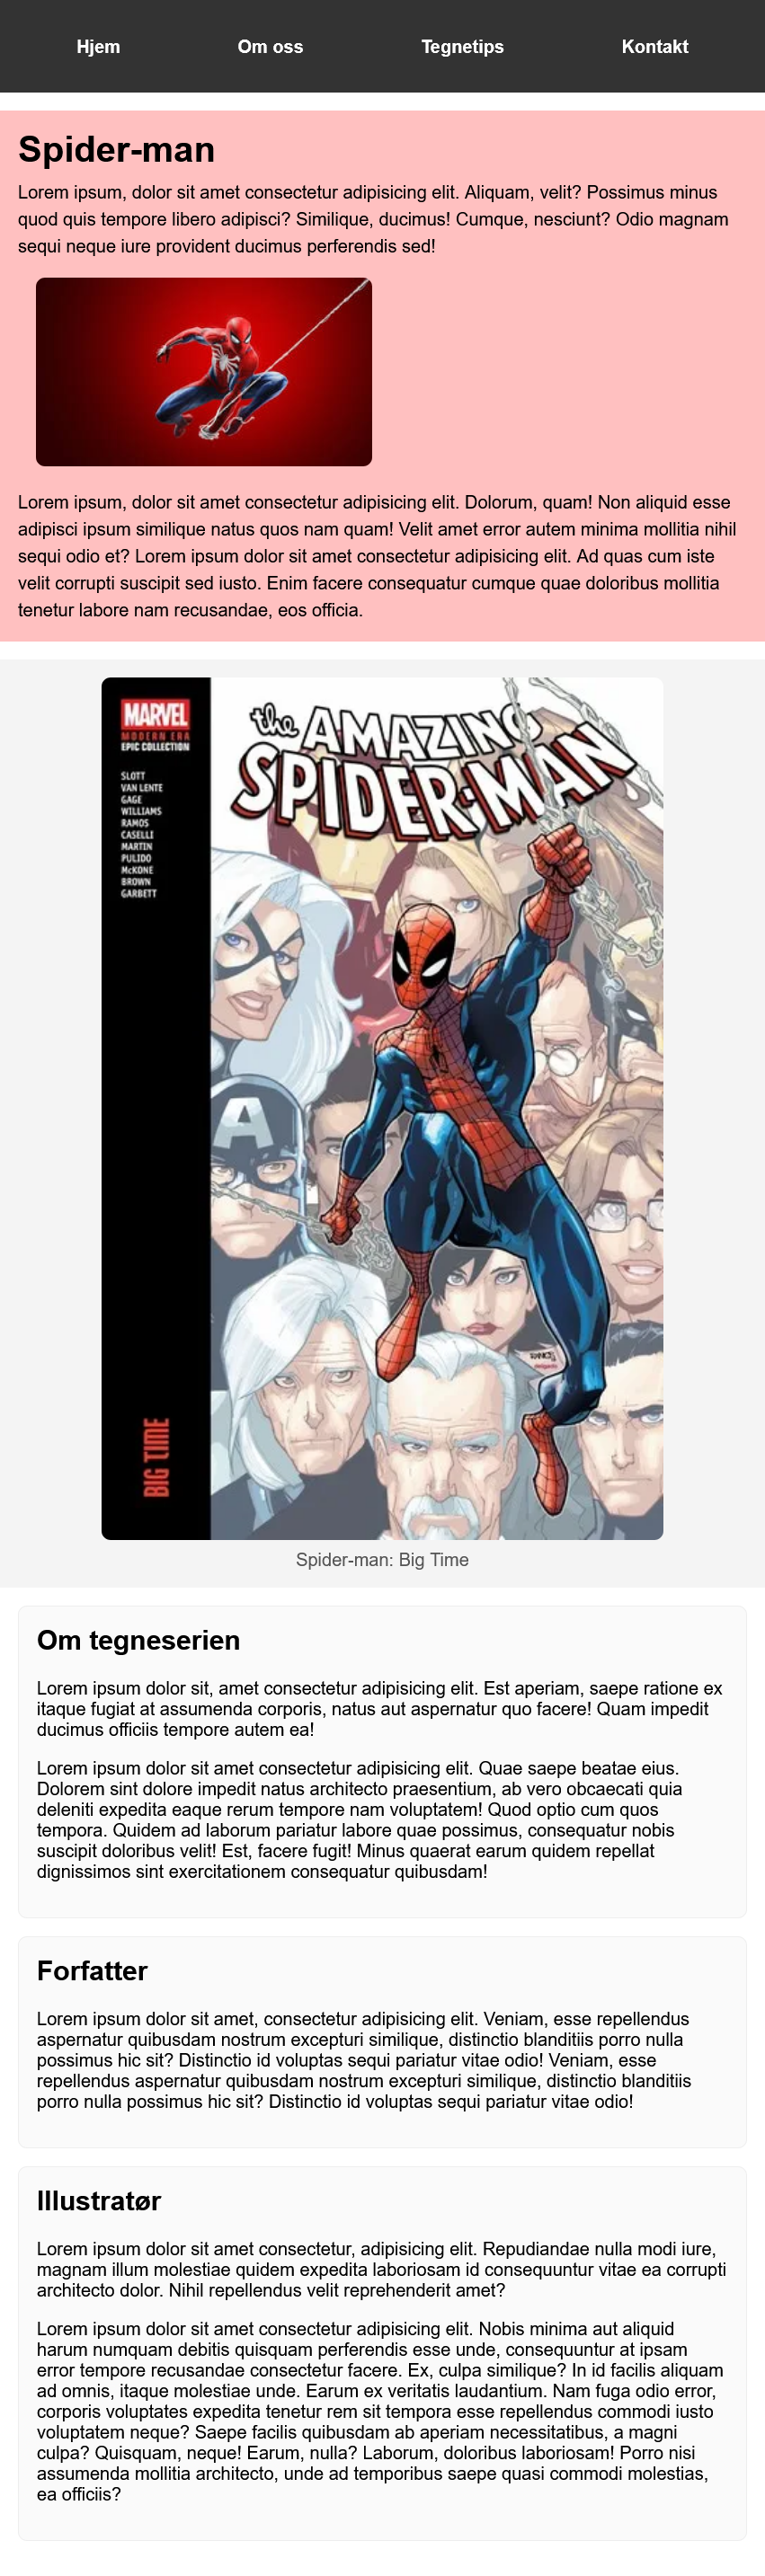 Hjem Om oss Tegnetips Kontakt
Spider-man
Lorem ipsum, dolor sit amet consectetur adipisicing elit. Aliquam, velit? Possimus minus
quod quis tempore libero adipisci? Similique, ducimus! Cumque, nesciunt? Odio magnam
sequi neque iure provident ducimus perferendis sed!
Lorem ipsum, dolor sit amet consectetur adipisicing elit. Dolorum, quam! Non aliquid esse
adipisci ipsum similique natus quos nam quam! Velit amet error autem minima mollitia nihil
sequi odio et? Lorem ipsum dolor sit amet consectetur adipisicing elit. Ad quas cum iste
velit corrupti suscipit sed iusto. Enim facere consequatur cumque quae doloribus mollitia
tenetur labore nam recusandae, eos officia.
MARVEL
MODERN ERA
EPIC COLLECTION
SLOTT
VAN LENTE
GAGE
WILLIAMS
RAMOS
CASELLI
MARTIN
PULIDO
McKONE
BROWN
GARBETT
the AMAZING
SPIDER-MAN
A
BIG TIME
Spider-man: Big Time
Om tegneserien
Lorem ipsum dolor sit, amet consectetur adipisicing elit. Est aperiam, saepe ratione ex
itaque fugiat at assumenda corporis, natus aut aspernatur quo facere! Quam impedit
ducimus officiis tempore autem ea!
Lorem ipsum dolor sit amet consectetur adipisicing elit. Quae saepe beatae eius.
Dolorem sint dolore impedit natus architecto praesentium, ab vero obcaecati quia
deleniti expedita eaque rerum tempore nam voluptatem! Quod optio cum quos
tempora. Quidem ad laborum pariatur labore quae possimus, consequatur nobis
suscipit doloribus velit! Est, facere fugit! Minus quaerat earum quidem repellat
dignissimos sint exercitationem consequatur quibusdam!
Forfatter
Lorem ipsum dolor sit amet, consectetur adipisicing elit. Veniam, esse repellendus
aspernatur quibusdam nostrum excepturi similique, distinctio blanditiis porro nulla
possimus hic sit? Distinctio id voluptas sequi pariatur vitae odio! Veniam, esse
repellendus aspernatur quibusdam nostrum excepturi similique, distinctio blanditiis
porro nulla possimus hic sit? Distinctio id voluptas sequi pariatur vitae odio!
Illustratør
Lorem ipsum dolor sit amet consectetur, adipisicing elit. Repudiandae nulla modi iure,
magnam illum molestiae quidem expedita laboriosam id consequuntur vitae ea corrupti
architecto dolor. Nihil repellendus velit reprehenderit amet?
Lorem ipsum dolor sit amet consectetur adipisicing elit. Nobis minima aut aliquid
harum numquam debitis quisquam perferendis esse unde, consequuntur at ipsam
error tempore recusandae consectetur facere. Ex, culpa similique? In id facilis aliquam
ad omnis, itaque molestiae unde. Earum ex veritatis laudantium. Nam fuga odio error,
corporis voluptates expedita tenetur rem sit tempora esse repellendus commodi iusto
voluptatem neque? Saepe facilis quibusdam ab aperiam necessitatibus, a magni
culpa? Quisquam, neque! Earum, nulla? Laborum, doloribus laboriosam! Porro nisi
assumenda mollitia architecto, unde ad temporibus saepe quasi commodi molestias,
ea officiis?